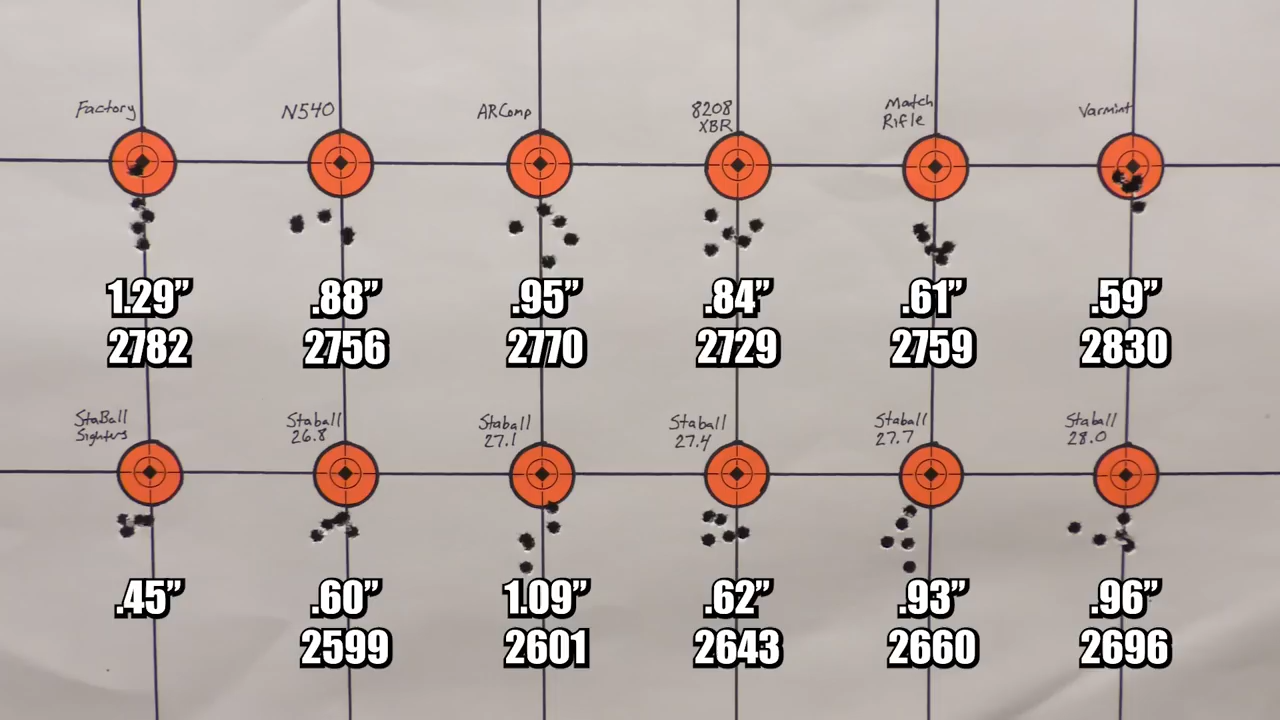 Factory
N540
ARComp
8208
XBR
Match
Rifle
Varmint
1.29”
.88”
.95”
.84”
.61”
.59”
2782
2756
2770
2729
2759
2830
StaBall
Sighters
Staball
26.8
Staball
27.1
Staball
27.4
Staball
27.7
Staball
28.0
.45”
.60”
1.09”
.62”
.93”
.96”
2599
2601
2643
2660
2696